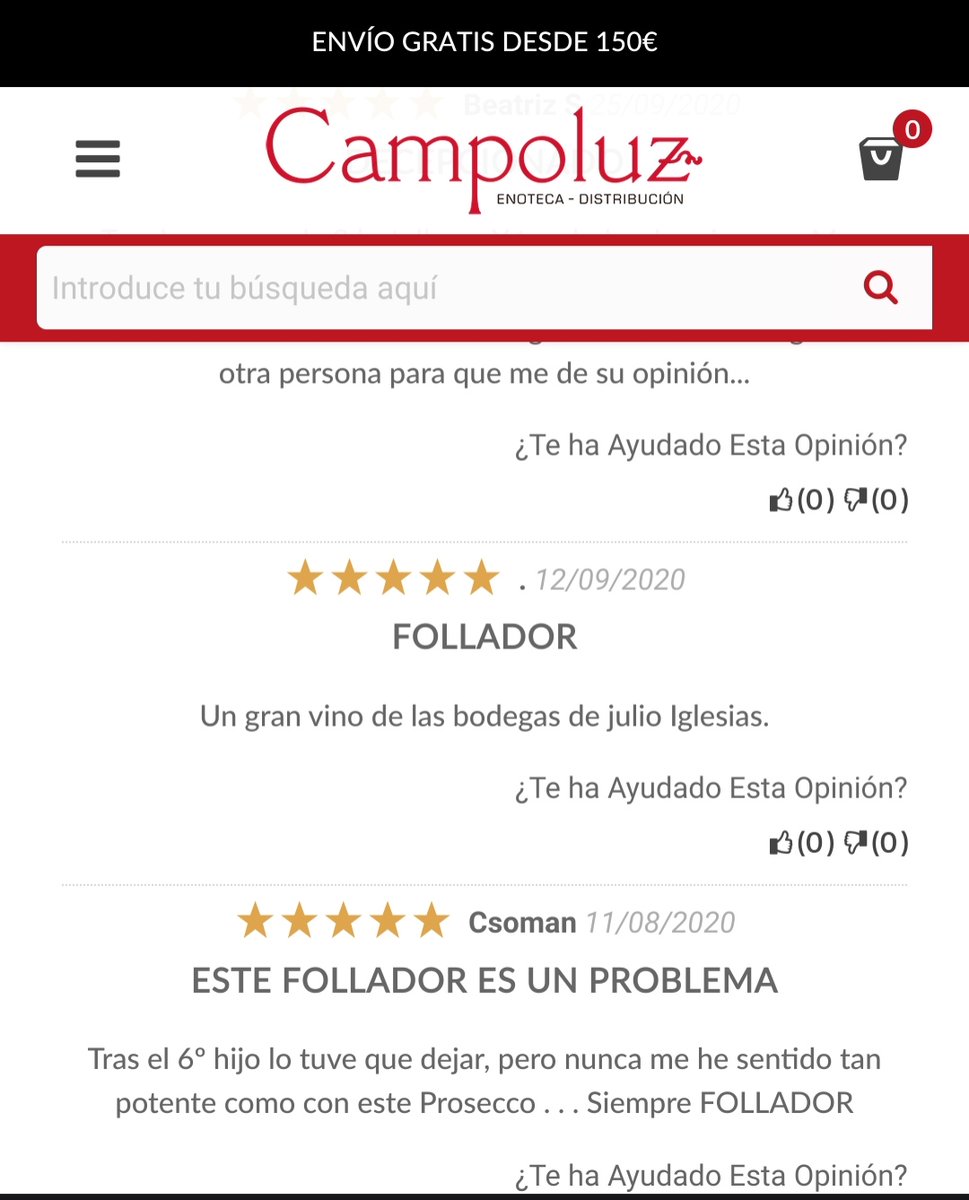 ENVÍO GRATIS DESDE 150€
Beatriz S 25/09/2020
Campoluz
0
ENOTECA - DISTRIBUCIÓN
Introduce tu búsqueda aquí
otra persona para que me de su opinión...
¿Te ha Ayudado Esta Opinión?
(0) (0)
. 12/09/2020
FOLLADOR
Un gran vino de las bodegas de julio Iglesias.
¿Te ha Ayudado Esta Opinión?
(0) (0)
Csoman 11/08/2020
ESTE FOLLADOR ES UN PROBLEMA
Tras el 6º hijo lo tuve que dejar, pero nunca me he sentido tan
potente como con este Prosecco . . . Siempre FOLLADOR
¿Te ha Ayudado Esta Opinión?